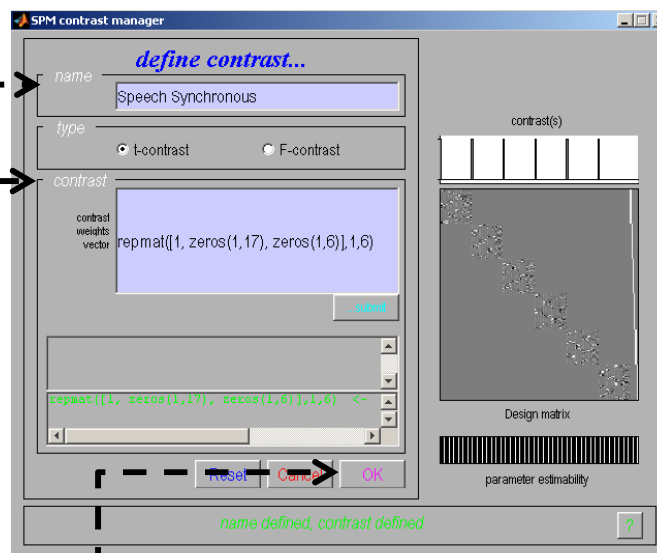 SPM contrast manager
define contrast...
name
Speech Synchronous
type
t-contrast
F-contrast
contrast
contrast
weights
vector
repmat([1, zeros(1,17), zeros(1,6)],1,6)
repmat([1, zeros(1,17), zeros(1,6)],1,6) <-
Reset
Cancel
OK
name defined, contrast defined
contrast(s)
Design matrix
parameter estimability
?